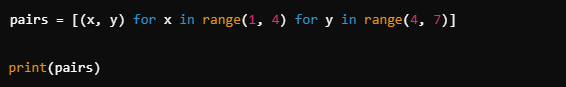 pairs = [(x, y) for x in range(1, 4) for y in range(4, 7)]
print(pairs)